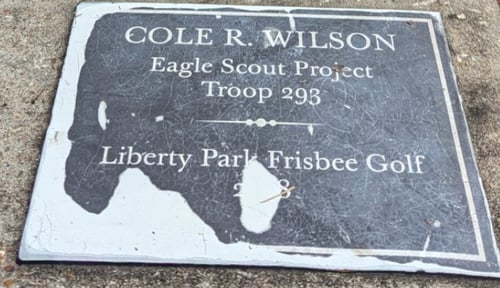 COLE R. WILSON
Eagle Scout Project
Troop 293
Liberty Park Frisbee Golf